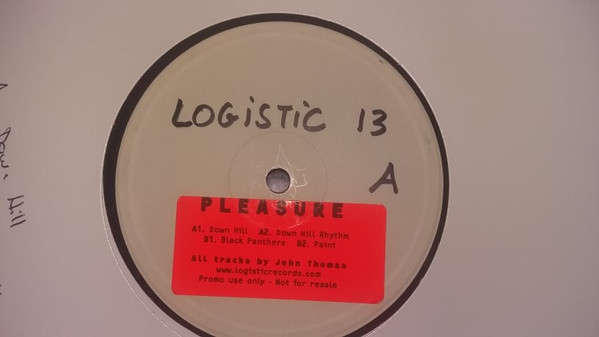 LOGiSTiC 13
A
PLEASURE
A1. Down Hill A2. Down Hill Rhythm
B1. Black Panthers B2. Paint
All tracks by John Thomas
www.logisticrecords.com
Promo use only - Not for resale
Hill